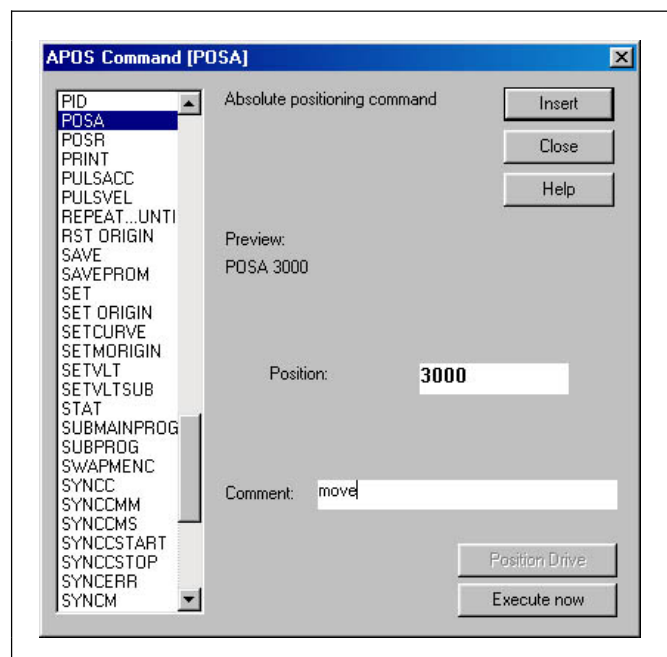 APOS Command [POSA]
PID
POSA
POSR
PRINT
PULSACC
PULSVEL
REPEAT...UNTI
RST ORIGIN
SAVE
SAVEPROM
SET
SET ORIGIN
SETCURVE
SETMORIGIN
SETVLT
SETVLTSUB
STAT
SUBMAINPROG
SUBPROG
SWAPMENC
SYNCC
SYNCCMM
SYNCCMS
SYNCCSTART
SYNCCSTOP
SYNCERR
SYNCM
Absolute positioning command
Insert
Close
Help
Preview:
POSA 3000
Position: 3000
Comment: move
Position Drive
Execute now